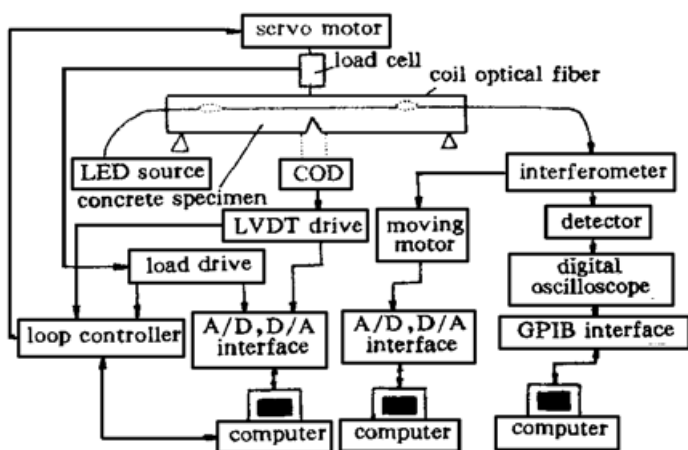 servo motor
load cell
coil optical fiber
LED source
COD
interferometer
concrete specimen
LVDT drive
moving
motor
detector
load drive
digital
oscilloscope
loop controller
A/D, D/A
interface
A/D, D/A
interface
GPIB interface
computer
computer
computer